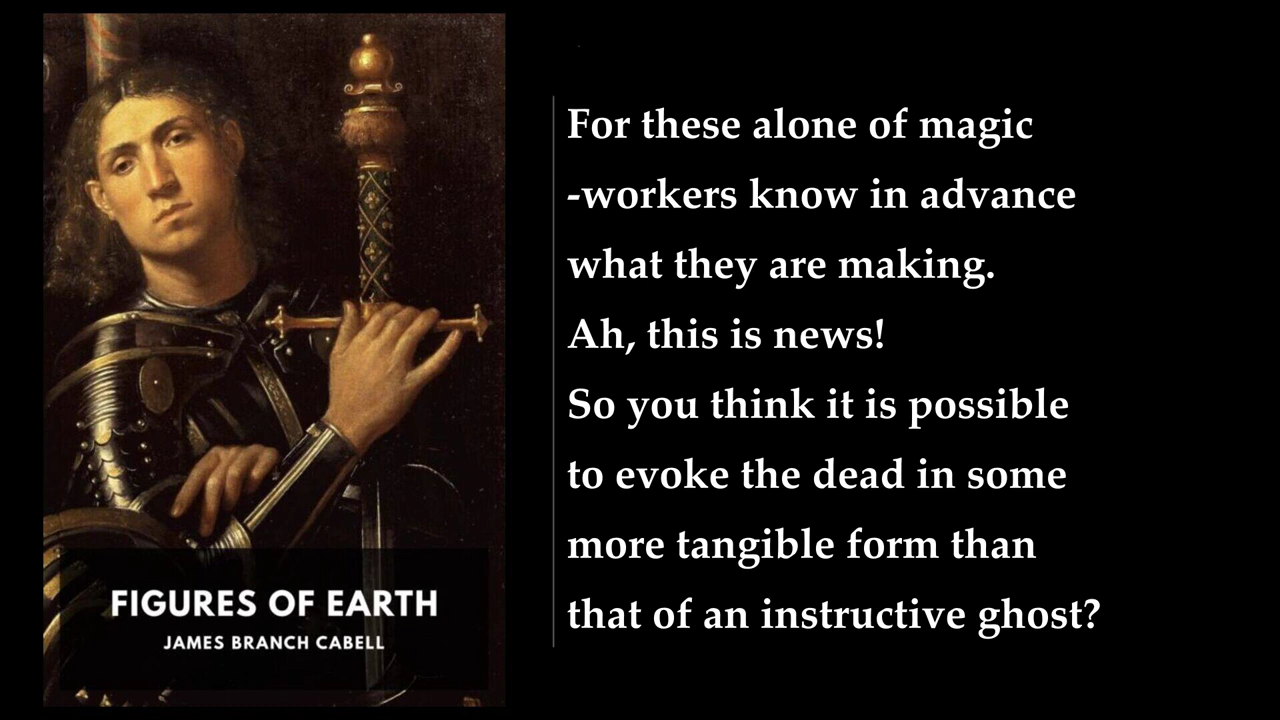 FIGURES OF EARTH
JAMES BRANCH CABELL
For these alone of magic
-workers know in advance
what they are making.
Ah, this is news!
So you think it is possible
to evoke the dead in some
more tangible form than
that of an instructive ghost?